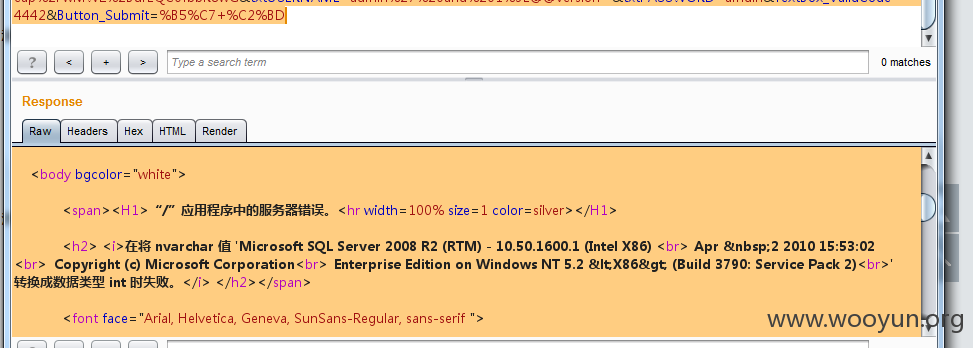 4442&Button_Submit=%B5%C7+%C2%BD
? < + > Type a search term 0 matches
Response
Raw Headers Hex HTML Render
<body bgcolor="white">
<span><H1> “/” 应用程序中的服务器错误。<hr width=100% size=1 color=silver></H1>
<h2> <i>在将 nvarchar 值 'Microsoft SQL Server 2008 R2 (RTM) - 10.50.1600.1 (Intel X86) <br> Apr &nbsp;2 2010 15:53:02
<br> Copyright (c) Microsoft Corporation<br> Enterprise Edition on Windows NT 5.2 &lt;X86&gt; (Build 3790: Service Pack 2)<br>'
转换成数据类型 int 时失败。</i> </h2></span>
<font face="Arial, Helvetica, Geneva, SunSans-Regular, sans-serif ">
www.wooyun.org